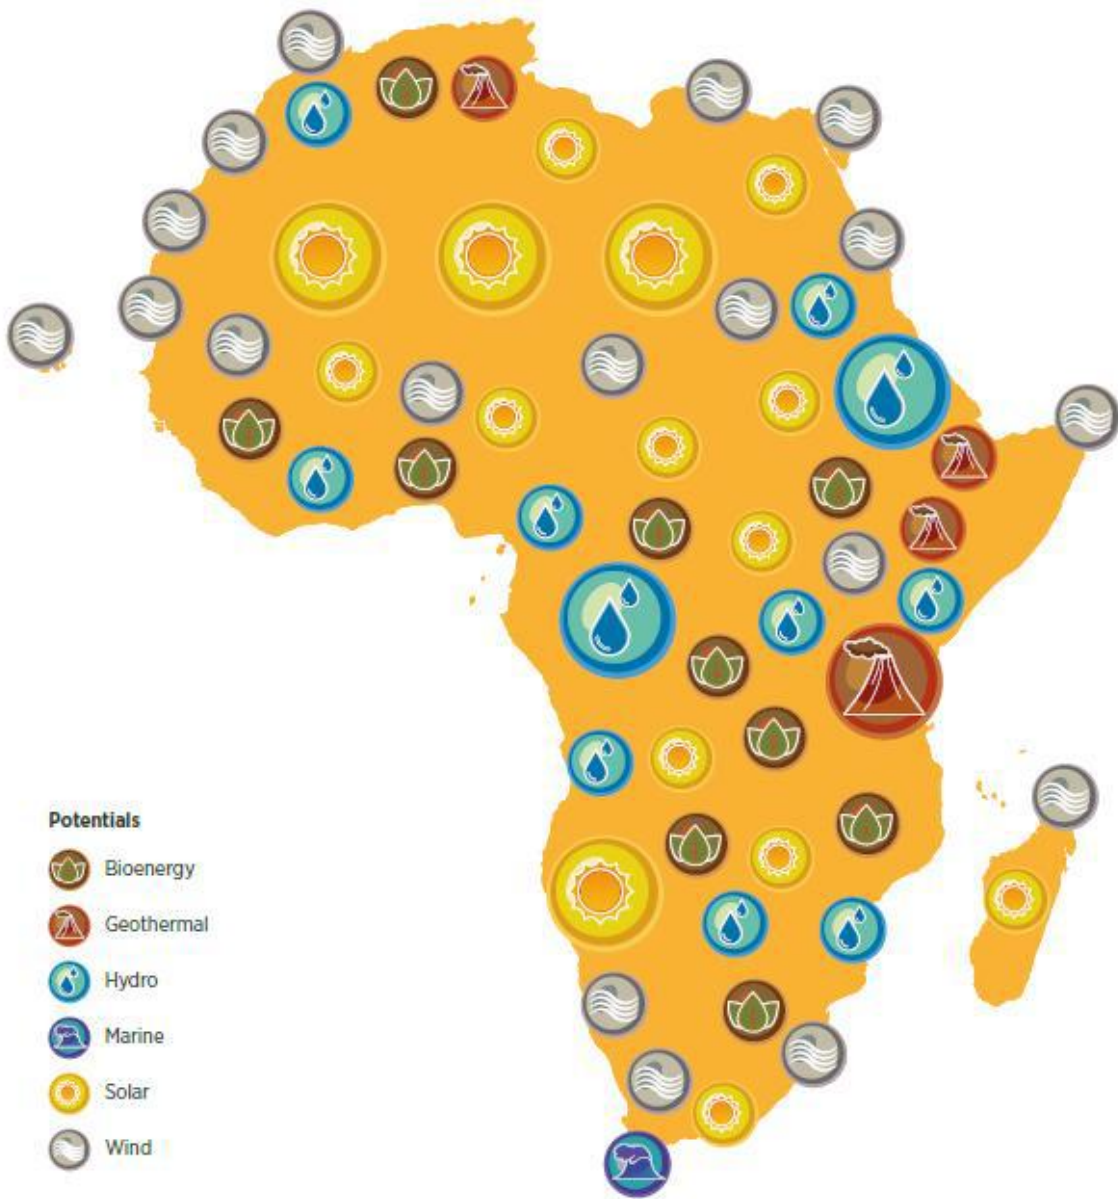 Potentials
Bioenergy
Geothermal
Hydro
Marine
Solar
Wind